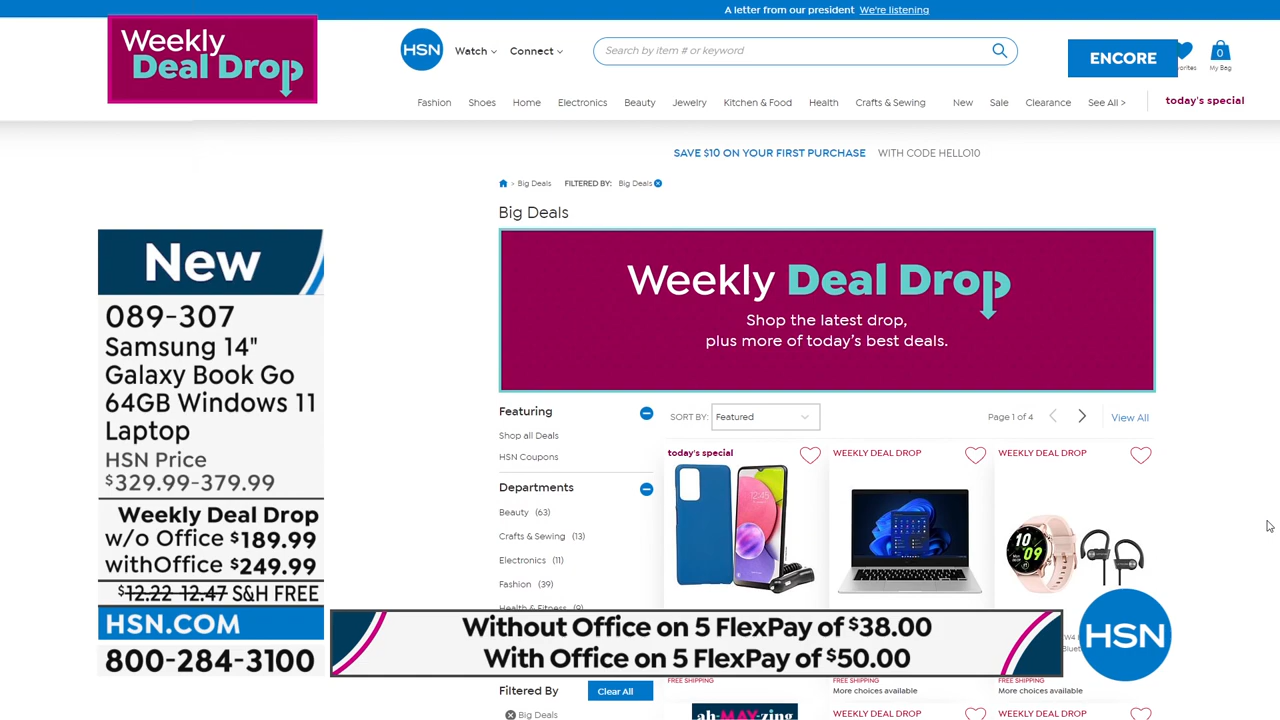 A letter from our president We're listening
Weekly
Deal Drop
HSN
Watch
Connect
Search by item # or keyword
ENCORE
0
My Bag
Fashion Shoes Home Electronics Beauty Jewelry Kitchen & Food Health Crafts & Sewing New Sale Clearance See All > today's special
SAVE $10 ON YOUR FIRST PURCHASE WITH CODE HELLO10
> Big Deals FILTERED BY: Big Deals
Big Deals
Weekly Deal Drop
Shop the latest drop,
plus more of today's best deals.
New
089-307
Samsung 14"
Galaxy Book Go
64GB Windows 11
Laptop
HSN Price
$329.99-379.99
Weekly Deal Drop
w/o Office $189.99
withOffice $249.99
$12.22-12.47 S&H FREE
HSN.COM
800-284-3100
Featuring
Shop all Deals
HSN Coupons
Departments
Beauty (63)
Crafts & Sewing (13)
Electronics (11)
Fashion (39)
Health & Fitness (9)
Filtered By
Clear All
Big Deals
SORT BY: Featured
Page 1 of 4
View All
today's special
WEEKLY DEAL DROP
WEEKLY DEAL DROP
10
09
Without Office on 5 FlexPay of $38.00
With Office on 5 FlexPay of $50.00
HSN
FREE SHIPPING
FREE SHIPPING
More choices available
FREE SHIPPING
More choices available
ah-MAY-zing
WEEKLY DEAL DROP
WEEKLY DEAL DROP